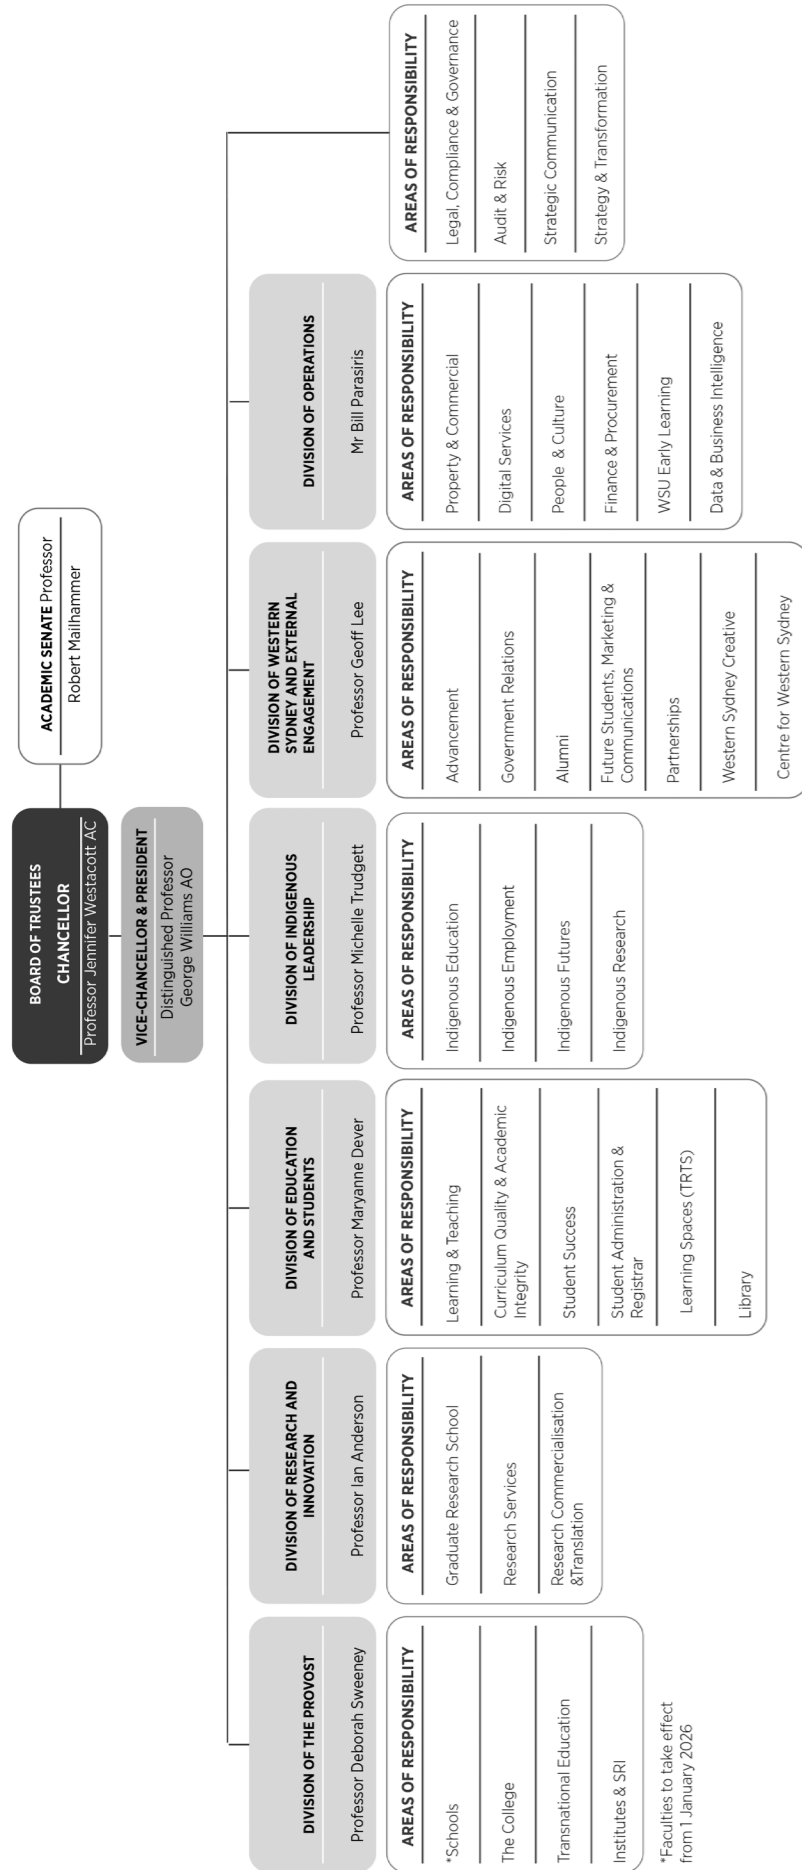 BOARD OF TRUSTEES
CHANCELLOR
Professor Jennifer Westacott AC
ACADEMIC SENATE Professor
Robert Mailhammer
VICE-CHANCELLOR & PRESIDENT
Distinguished Professor
George Williams AO
DIVISION OF THE PROVOST
Professor Deborah Sweeney
AREAS OF RESPONSIBILITY
*Schools
The College
Transnational Education
Institutes & SRI
*Faculties to take effect
from 1 January 2026
DIVISION OF RESEARCH AND
INNOVATION
Professor Ian Anderson
AREAS OF RESPONSIBILITY
Graduate Research School
Research Services
Research Commercialisation
&Translation
DIVISION OF EDUCATION
AND STUDENTS
Professor Maryanne Dever
AREAS OF RESPONSIBILITY
Learning & Teaching
Curriculum Quality & Academic
Integrity
Student Success
Student Administration &
Registrar
Learning Spaces (TRTS)
Library
DIVISION OF INDIGENOUS
LEADERSHIP
Professor Michelle Trudgett
AREAS OF RESPONSIBILITY
Indigenous Education
Indigenous Employment
Indigenous Futures
Indigenous Research
DIVISION OF WESTERN
SYDNEY AND EXTERNAL
ENGAGEMENT
Professor Geoff Lee
AREAS OF RESPONSIBILITY
Advancement
Government Relations
Alumni
Future Students, Marketing &
Communications
Partnerships
Western Sydney Creative
Centre for Western Sydney
DIVISION OF OPERATIONS
Mr Bill Parasiris
AREAS OF RESPONSIBILITY
Property & Commercial
Digital Services
People & Culture
Finance & Procurement
WSU Early Learning
Data & Business Intelligence
AREAS OF RESPONSIBILITY
Legal, Compliance & Governance
Audit & Risk
Strategic Communication
Strategy & Transformation